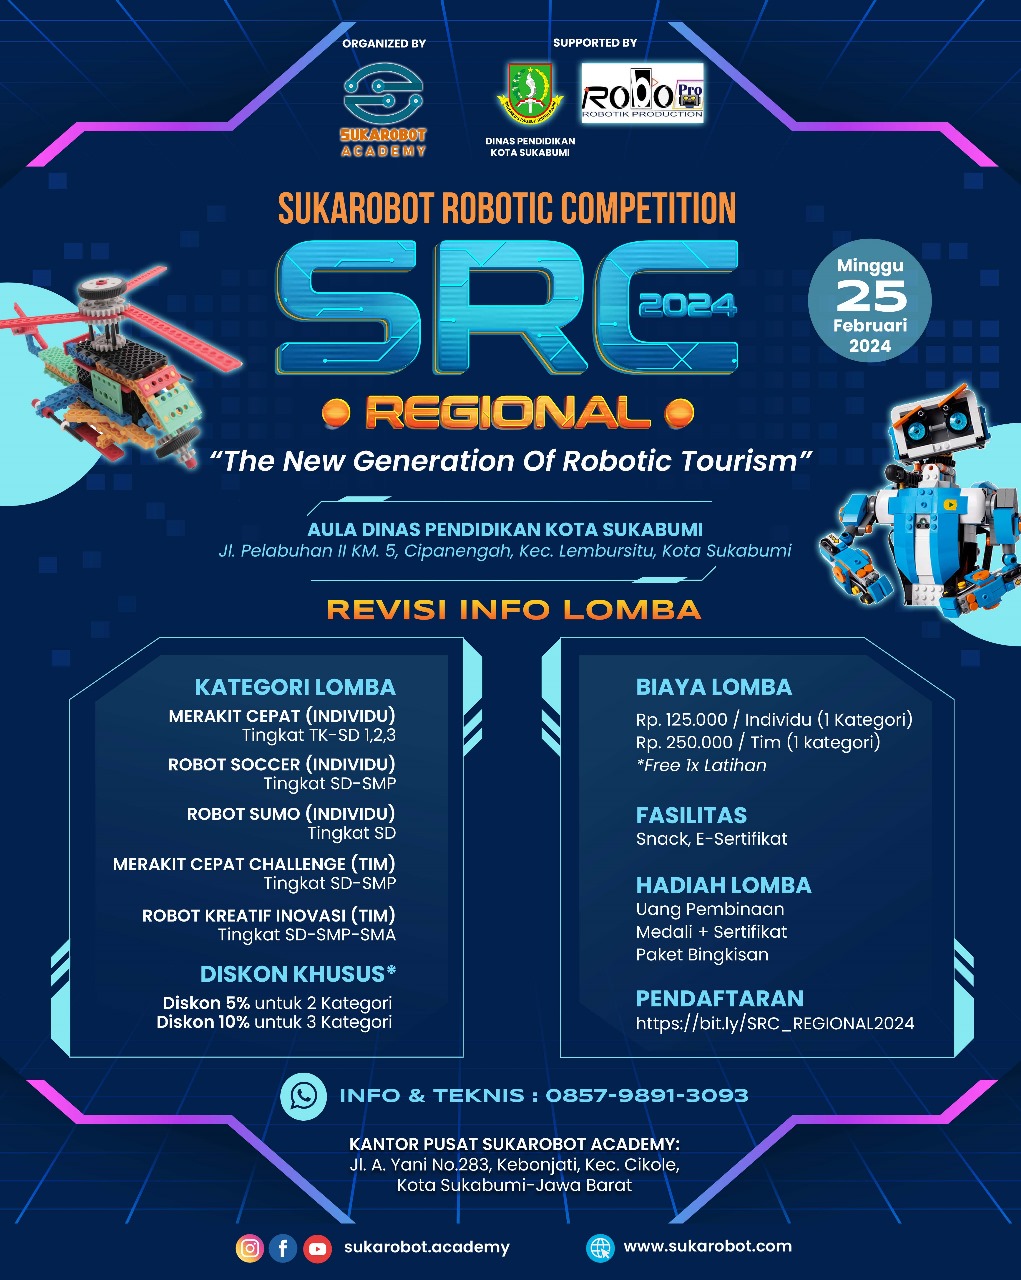 ORGANIZED BY
SUPPORTED BY
SUKAROBOT
ACADEMY
DINAS PENDIDIKAN
KOTA SUKABUMI
ROBO Pro
ROBOTIK PRODUCTION
SUKAROBOT ROBOTIC COMPETITION
SRC 2024
Minggu
25
Februari
2024
REGIONAL
“The New Generation Of Robotic Tourism”
AULA DINAS PENDIDIKAN KOTA SUKABUMI
Jl. Pelabuhan II KM. 5, Cipanengah, Kec. Lembursitu, Kota Sukabumi
REVISI INFO LOMBA
KATEGORI LOMBA
MERAKIT CEPAT (INDIVIDU)
Tingkat TK-SD 1,2,3
ROBOT SOCCER (INDIVIDU)
Tingkat SD-SMP
ROBOT SUMO (INDIVIDU)
Tingkat SD
MERAKIT CEPAT CHALLENGE (TIM)
Tingkat SD-SMP
ROBOT KREATIF INOVASI (TIM)
Tingkat SD-SMP-SMA
DISKON KHUSUS*
Diskon 5% untuk 2 Kategori
Diskon 10% untuk 3 Kategori
BIAYA LOMBA
Rp. 125.000 / Individu (1 Kategori)
Rp. 250.000 / Tim (1 kategori)
*Free 1x Latihan
FASILITAS
Snack, E-Sertifikat
HADIAH LOMBA
Uang Pembinaan
Medali + Sertifikat
Paket Bingkisan
PENDAFTARAN
https://bit.ly/SRC_REGIONAL2024
INFO & TEKNIS : 0857-9891-3093
KANTOR PUSAT SUKAROBOT ACADEMY:
Jl. A. Yani No.283, Kebonjati, Kec. Cikole,
Kota Sukabumi-Jawa Barat
sukarobot.academy
www.sukarobot.com